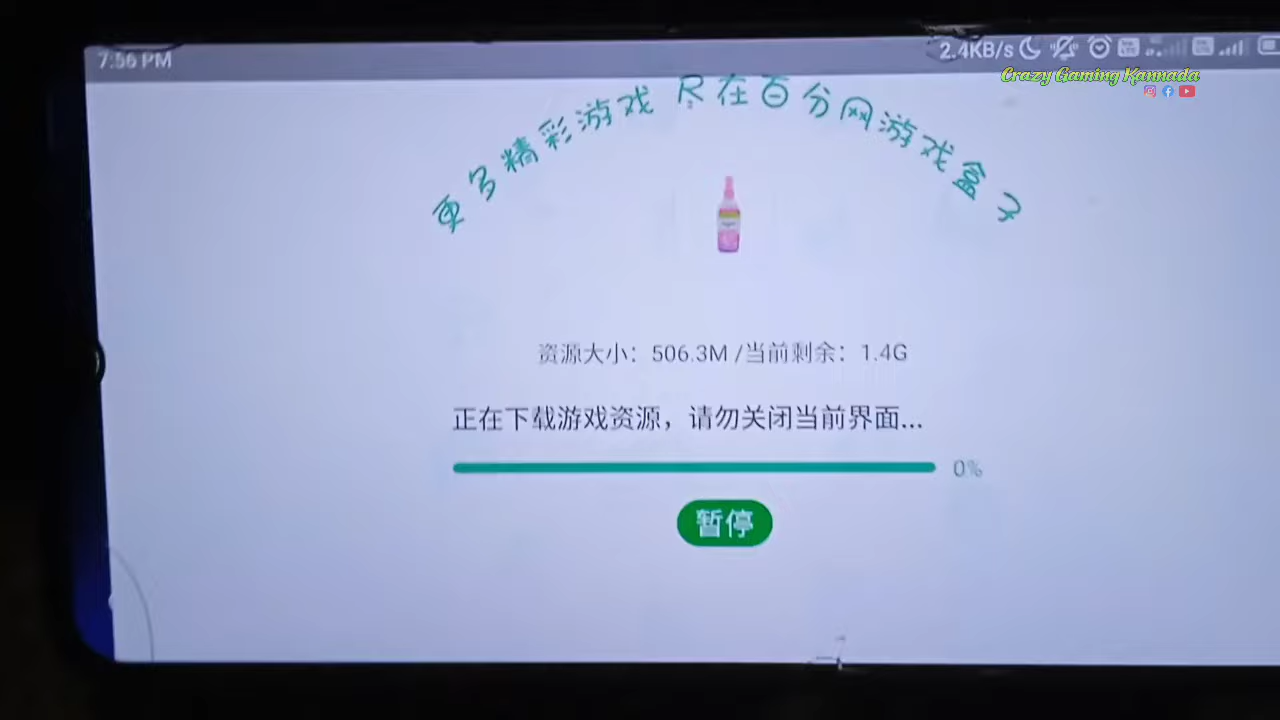 7:56 PM
2.4KB/s
Crazy Gaming Kannada
更多精彩游戏 尽在百分网游戏盒子
资源大小：506.3M /当前剩余：1.4G
正在下载游戏资源，请勿关闭当前界面...
0%
暂停